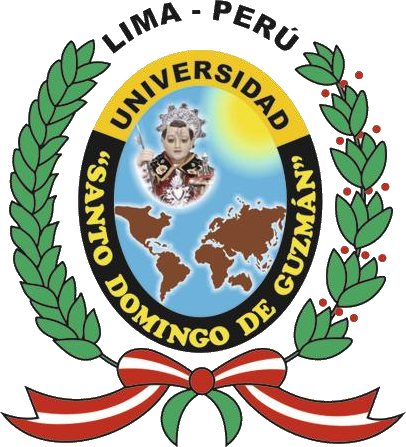 LIMA - PERÚ
UNIVERSIDAD
“SANTO DOMINGO DE GUZMÁN”